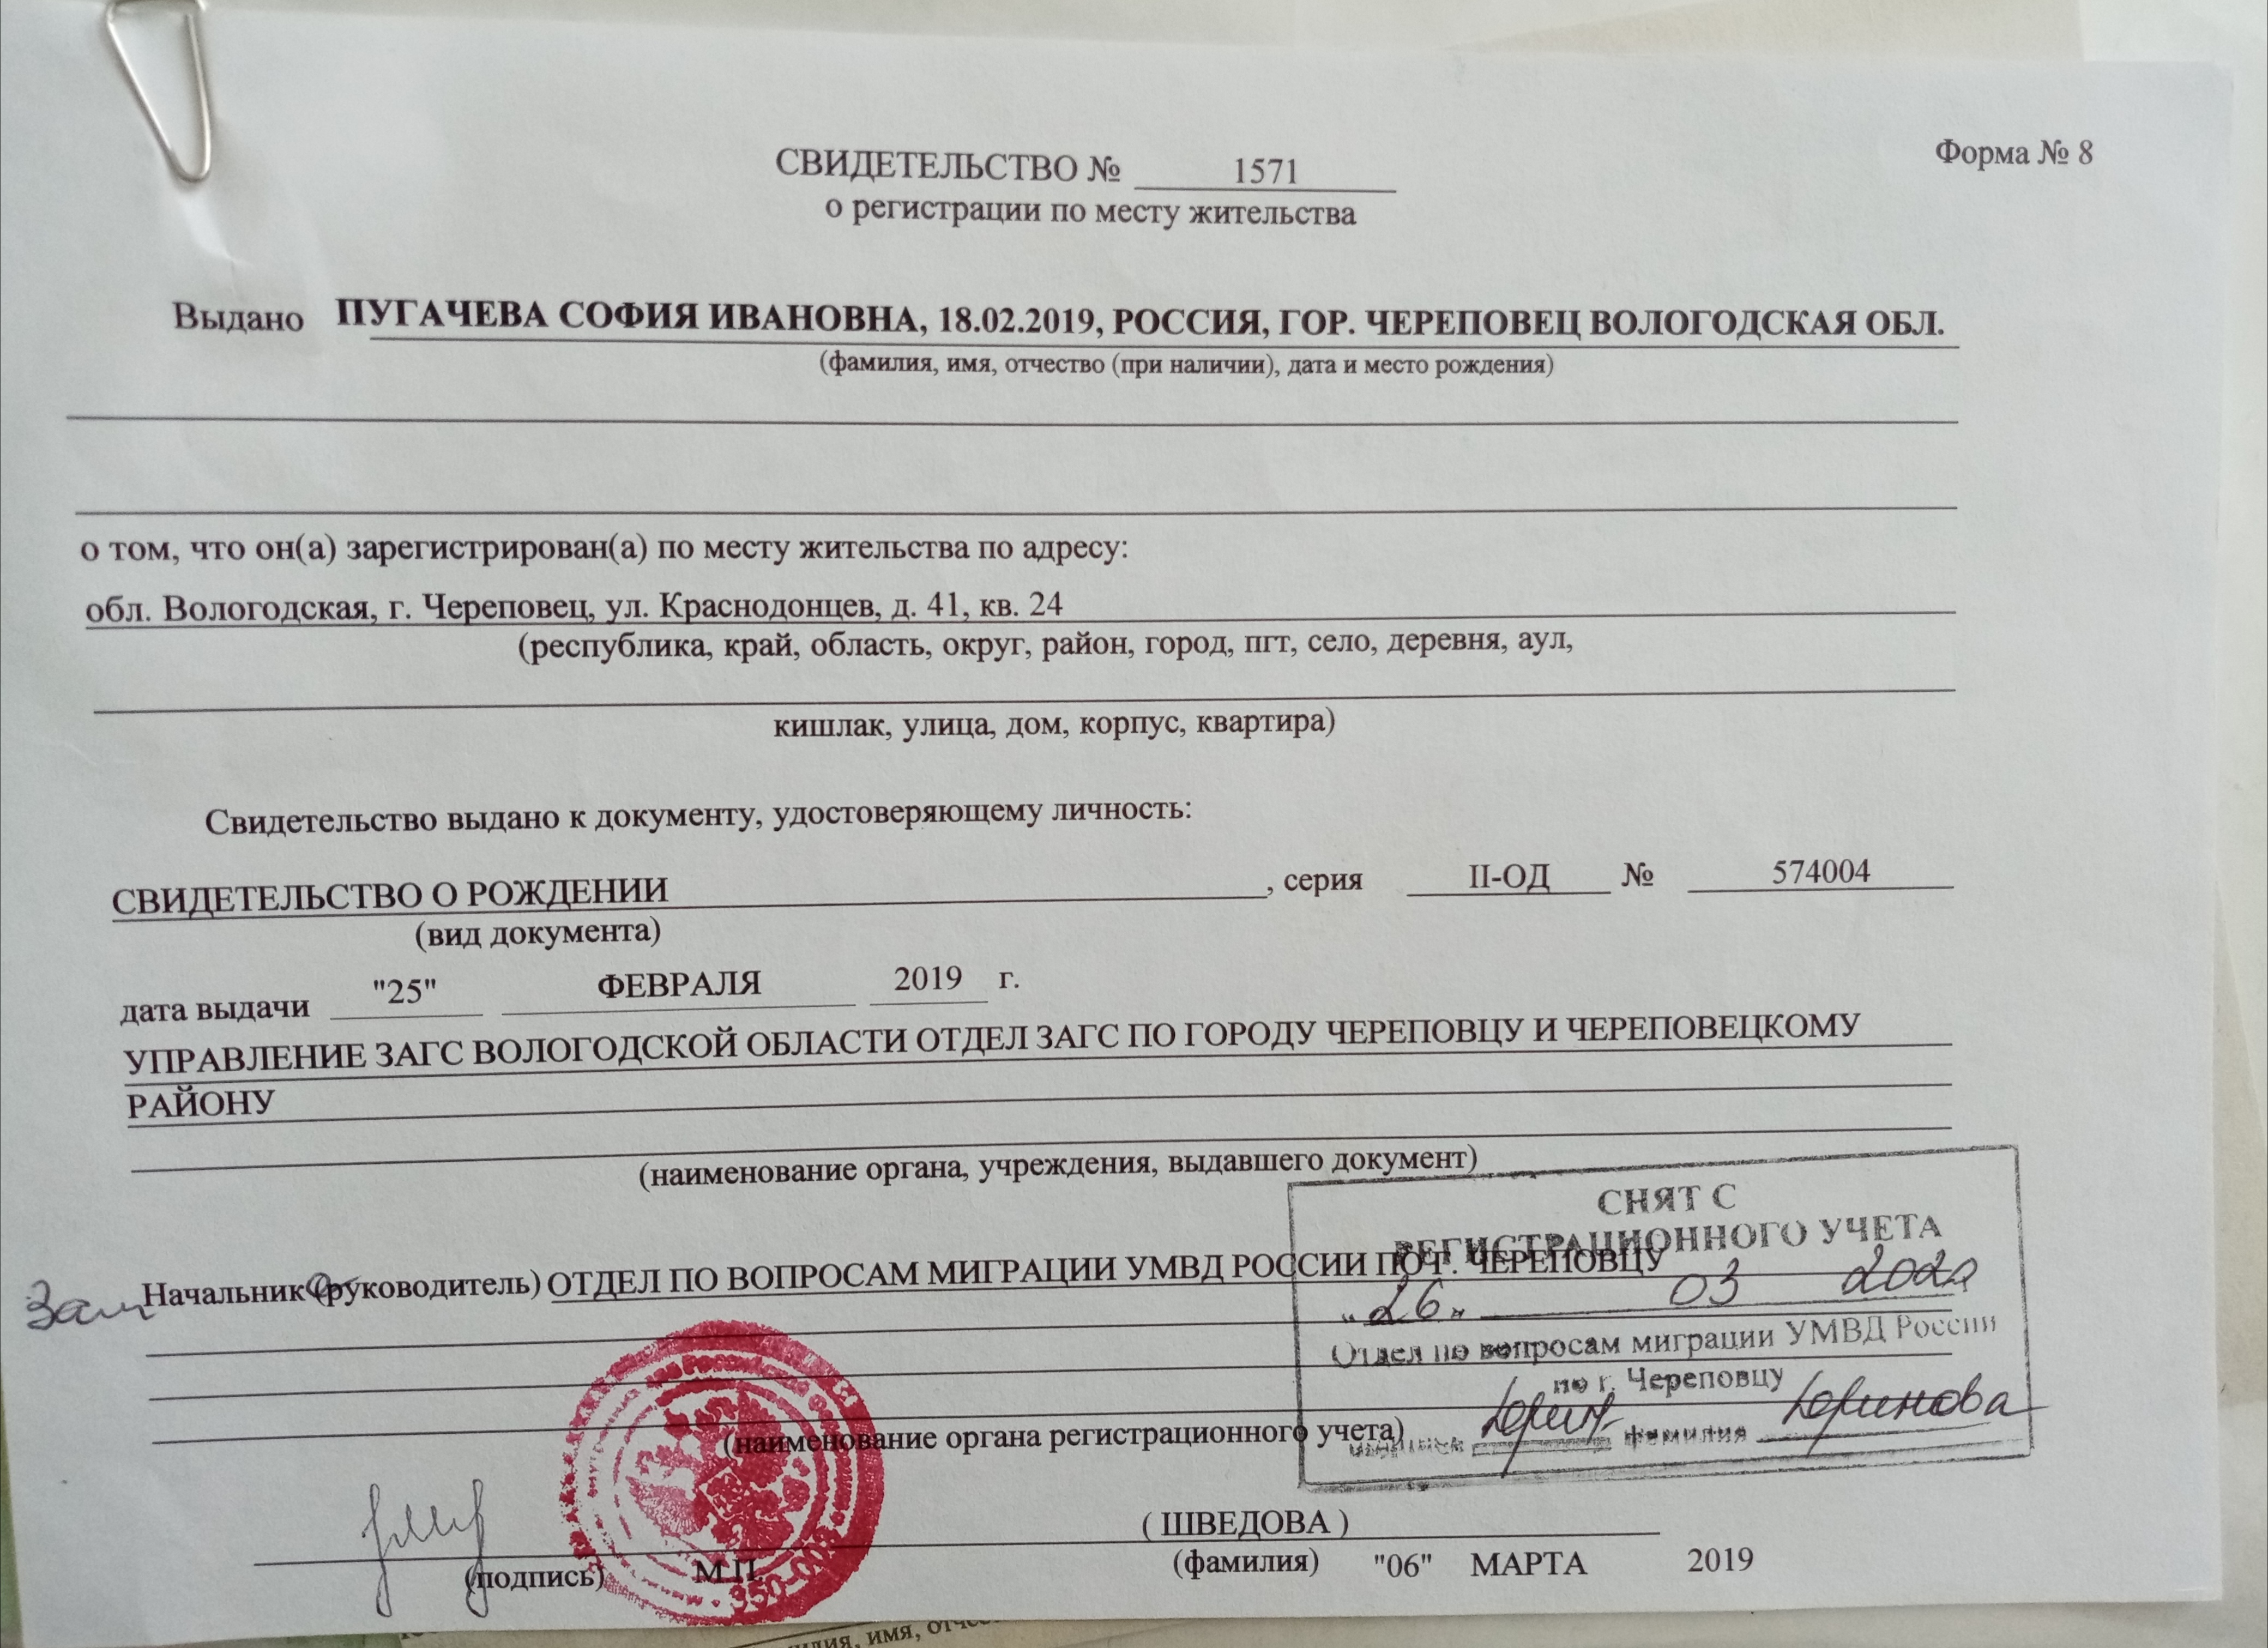 Форма № 8
СВИДЕТЕЛЬСТВО № 1571
о регистрации по месту жительства
Выдано ПУГАЧЕВА СОФИЯ ИВАНОВНА, 18.02.2019, РОССИЯ, ГОР. ЧЕРЕПОВЕЦ ВОЛОГОДСКАЯ ОБЛ.
(фамилия, имя, отчество (при наличии), дата и место рождения)
о том, что он(а) зарегистрирован(а) по месту жительства по адресу:
обл. Вологодская, г. Череповец, ул. Краснодонцев, д. 41, кв. 24
(республика, край, область, округ, район, город, пгт, село, деревня, аул,
кишлак, улица, дом, корпус, квартира)
Свидетельство выдано к документу, удостоверяющему личность:
СВИДЕТЕЛЬСТВО О РОЖДЕНИИ , серия II-ОД № 574004
(вид документа)
дата выдачи "25" ФЕВРАЛЯ 2019 г.
УПРАВЛЕНИЕ ЗАГС ВОЛОГОДСКОЙ ОБЛАСТИ ОТДЕЛ ЗАГС ПО ГОРОДУ ЧЕРЕПОВЦУ И ЧЕРЕПОВЕЦКОМУ
РАЙОНУ
(наименование органа, учреждения, выдавшего документ)
СНЯТ С
РЕГИСТРАЦИОННОГО УЧЕТА
Зам Начальник (руководитель) ОТДЕЛ ПО ВОПРОСАМ МИГРАЦИИ УМВД РОССИИ ПО Г. ЧЕРЕПОВЦУ
"26" 03
Отдел по вопросам миграции УМВД России
по г. Череповцу
фамилия
(наименование органа регистрационного учета)
( ШВЕДОВА )
(подпись) М.П. (фамилия) "06" МАРТА 2019
350-008
имя,